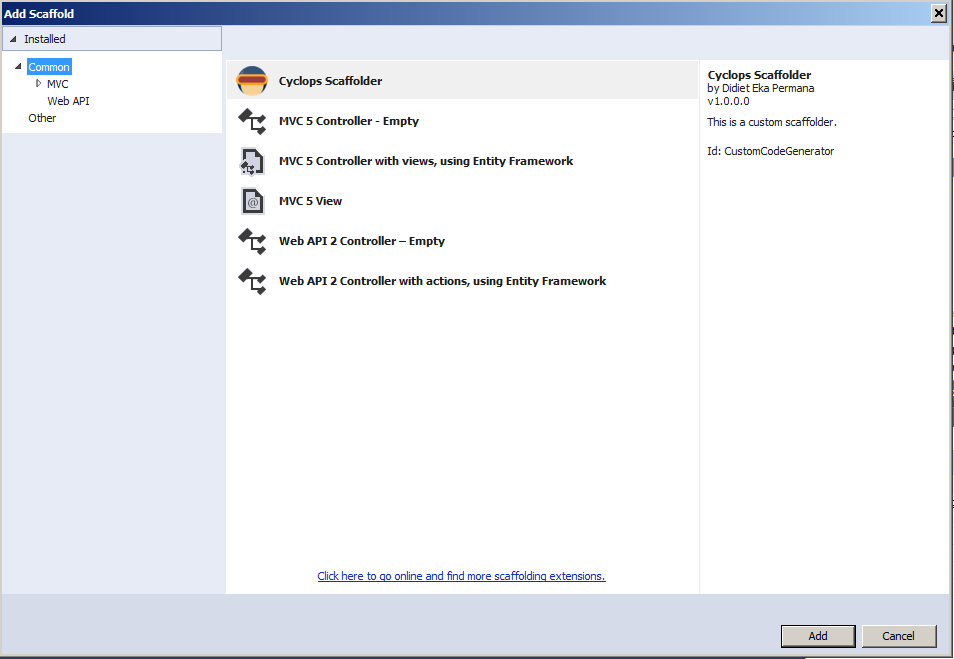 Add Scaffold
Installed
Common
MVC
Web API
Other
Cyclops Scaffolder
MVC 5 Controller - Empty
MVC 5 Controller with views, using Entity Framework
MVC 5 View
Web API 2 Controller – Empty
Web API 2 Controller with actions, using Entity Framework
Click here to go online and find more scaffolding extensions.
Cyclops Scaffolder
by Didiet Eka Permana
v1.0.0.0
This is a custom scaffolder.
Id: CustomCodeGenerator
Add
Cancel